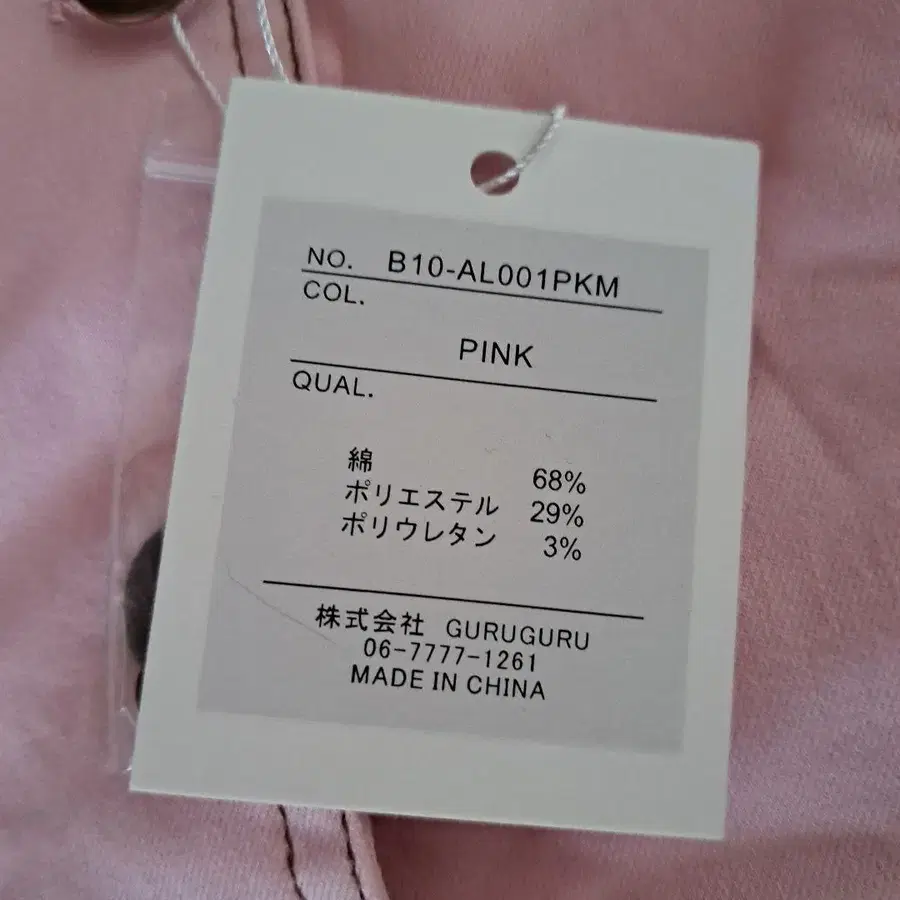 NO. B10-AL001PKM
COL.
PINK
QUAL.
綿 68%
ポリエステル 29%
ポリウレタン 3%
株式会社 GURUGURU
06-7777-1261
MADE IN CHINA